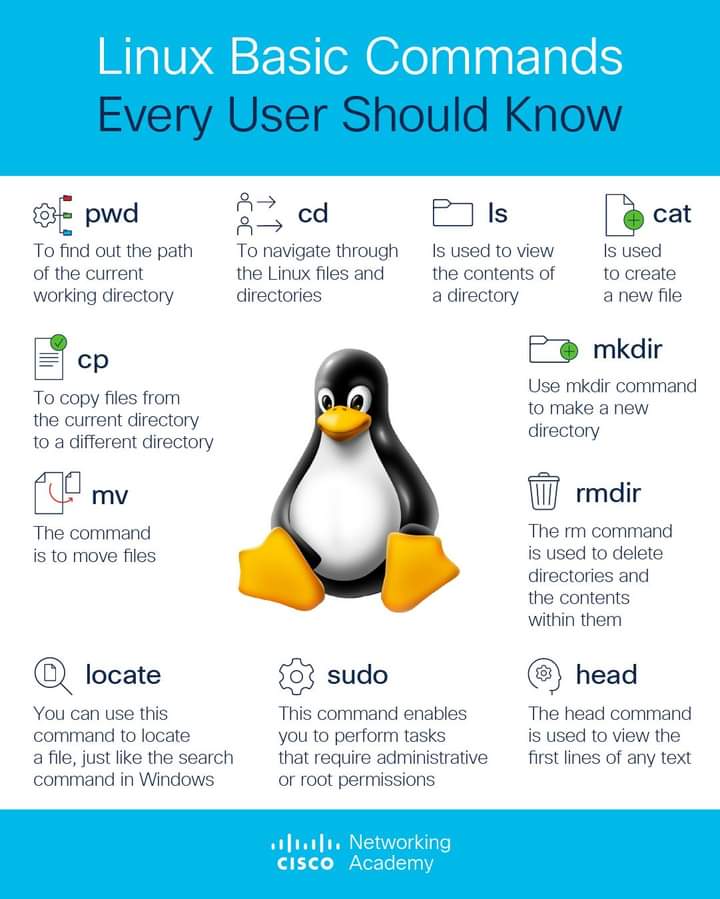 Linux Basic Commands
Every User Should Know
pwd
To find out the path
of the current
working directory
cd
To navigate through
the Linux files and
directories
ls
Is used to view
the contents of
a directory
cat
Is used
to create
a new file
cp
To copy files from
the current directory
to a different directory
mkdir
Use mkdir command
to make a new
directory
mv
The command
is to move files
rmdir
The rm command
is used to delete
directories and
the contents
within them
locate
You can use this
command to locate
a file, just like the search
command in Windows
sudo
This command enables
you to perform tasks
that require administrative
or root permissions
head
The head command
is used to view the
first lines of any text
CISCO
Networking
Academy